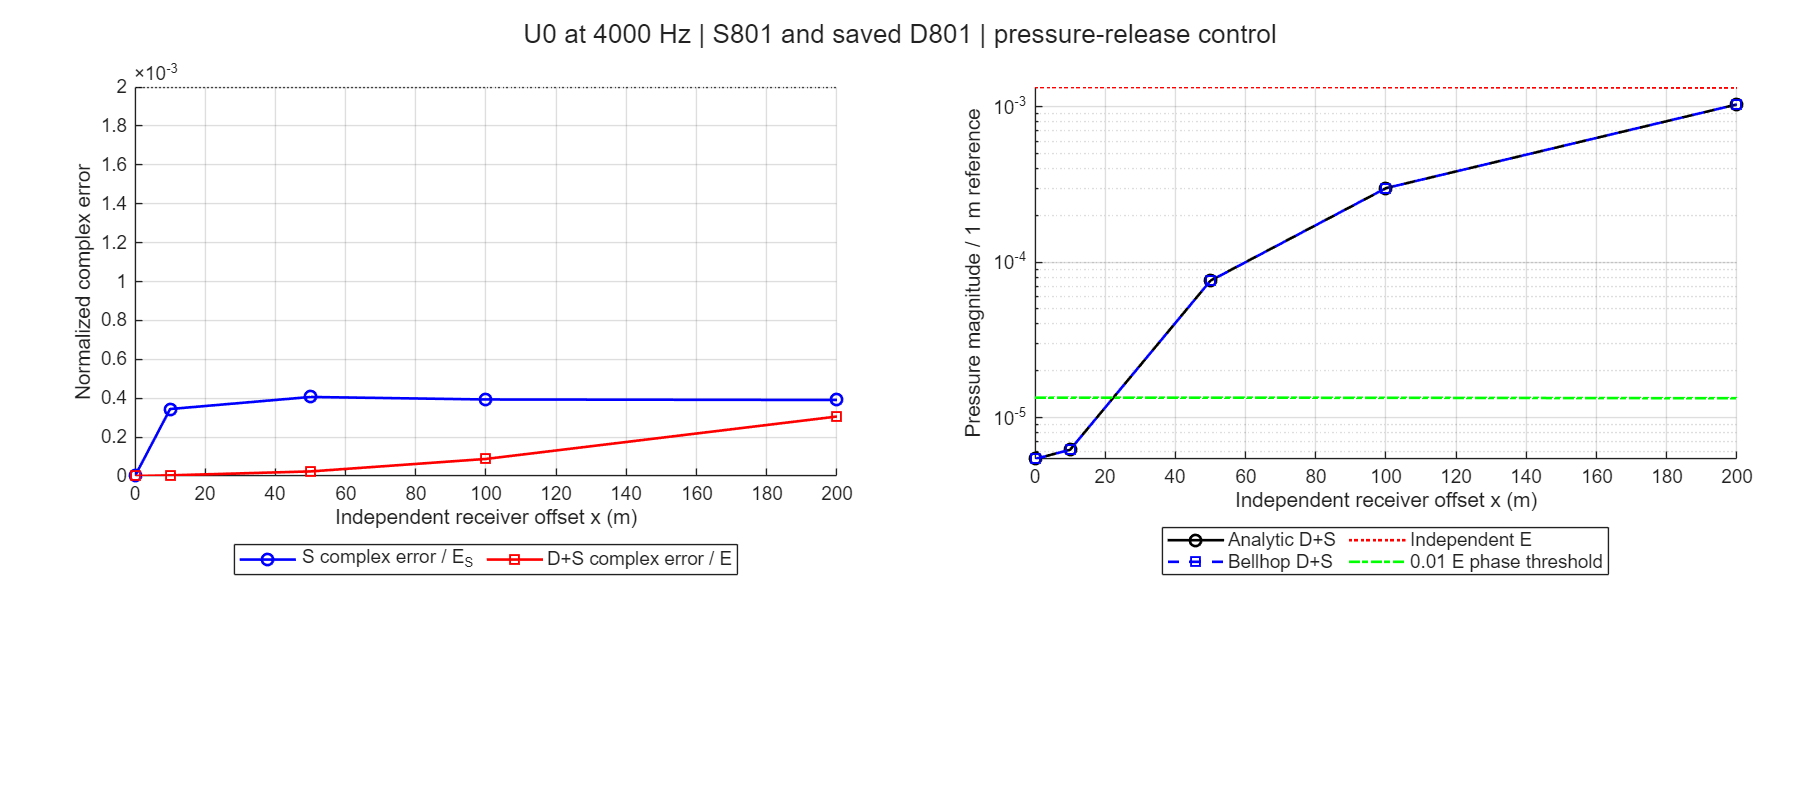 U0 at 4000 Hz | S801 and saved D801 | pressure-release control
×10-3
2
1.8
1.6
1.4
1.2
1
0.8
0.6
0.4
0.2
0
Normalized complex error
0 20 40 60 80 100 120 140 160 180 200
Independent receiver offset x (m)
S complex error / ES D+S complex error / E
10-3
10-4
10-5
Pressure magnitude / 1 m reference
0 20 40 60 80 100 120 140 160 180 200
Independent receiver offset x (m)
Analytic D+S Independent E
Bellhop D+S 0.01 E phase threshold